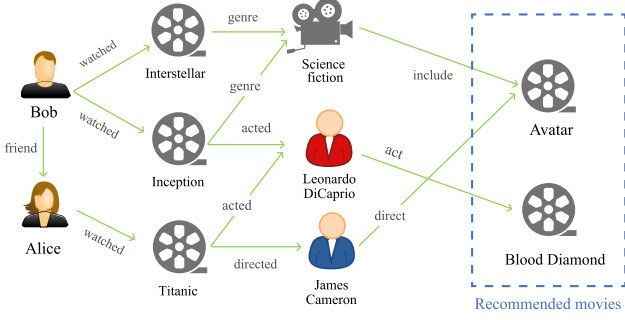 genre
watched
Interstellar
Science
fiction
include
genre
Bob
watched
acted
Avatar
friend
Inception
Leonardo
DiCaprio
act
acted
Alice
watched
direct
directed
Blood Diamond
Titanic
James
Cameron
Recommended movies